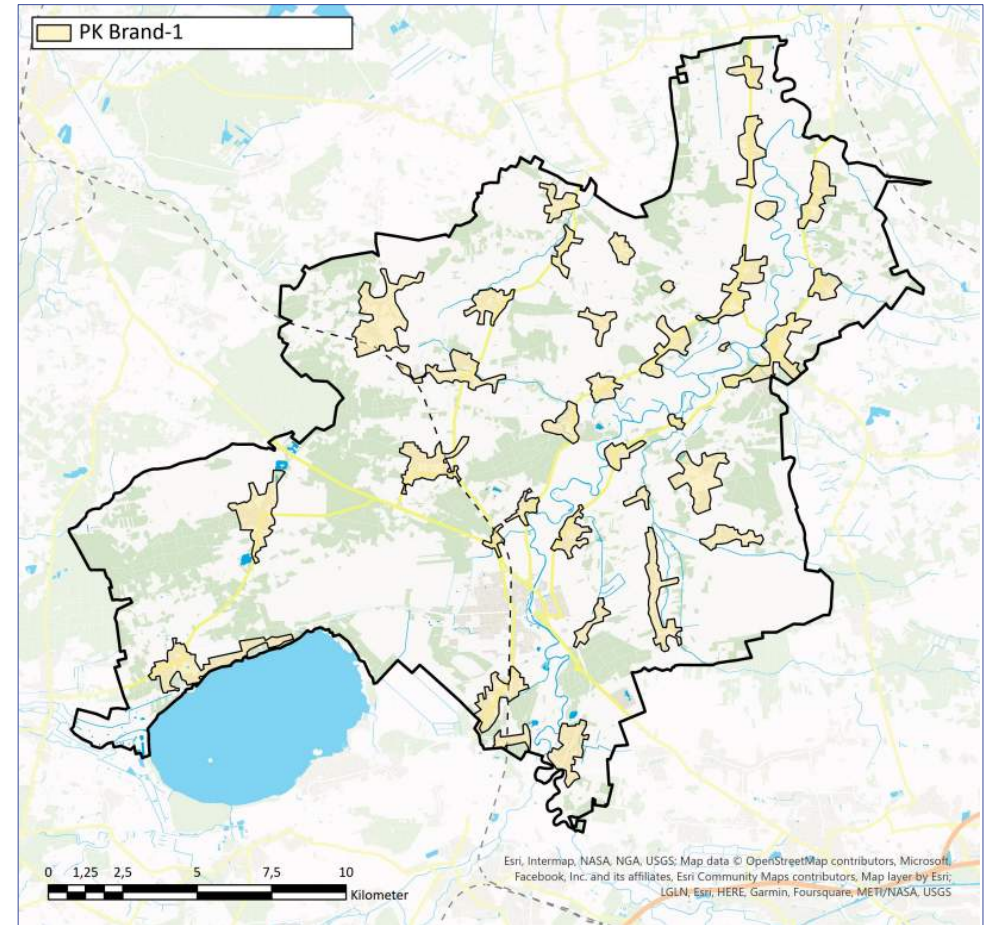 PK Brand-1
0 1,25 2,5 5 7,5 10
Kilometer
Esri, Intermap, NASA, NGA, USGS; Map data © OpenStreetMap contributors, Microsoft,
Facebook, Inc. and its affiliates, Esri Community Maps contributors, Map layer by Esri;
LGLN, Esri, HERE, Garmin, Foursquare, METI/NASA, USGS